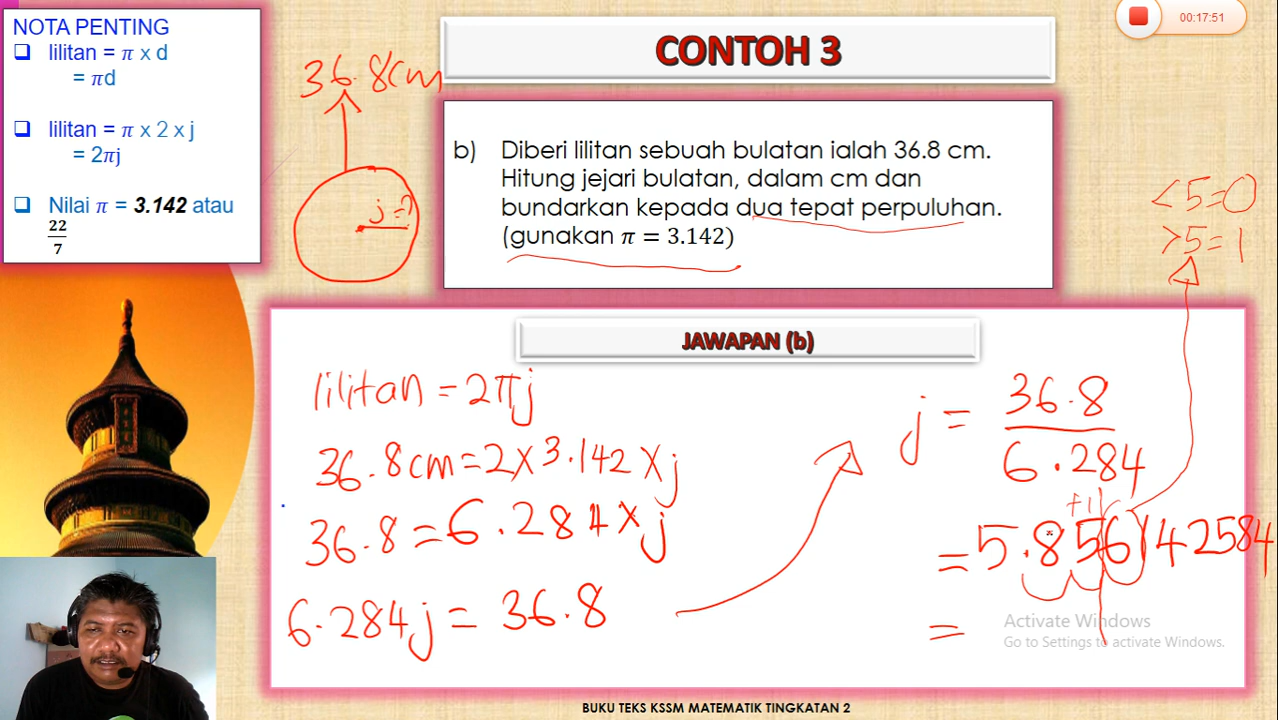 NOTA PENTING
❑ lilitan = π x d
= πd
❑ lilitan = π x 2 x j
= 2πj
❑ Nilai π = 3.142 atau
22
7
36.8cm
j=?
CONTOH 3
00:17:51
b) Diberi lilitan sebuah bulatan ialah 36.8 cm.
Hitung jejari bulatan, dalam cm dan
bundarkan kepada dua tepat perpuluhan.
(gunakan π = 3.142)
<5=0
>5=1
JAWAPAN (b)
lilitan = 2πj
36.8cm=2x3.142xj
36.8=6.284xj
6.284j = 36.8
j = 36.8
6.284
+1
=5.856142584
=
Activate Windows
Go to Settings to activate Windows.
BUKU TEKS KSSM MATEMATIK TINGKATAN 2